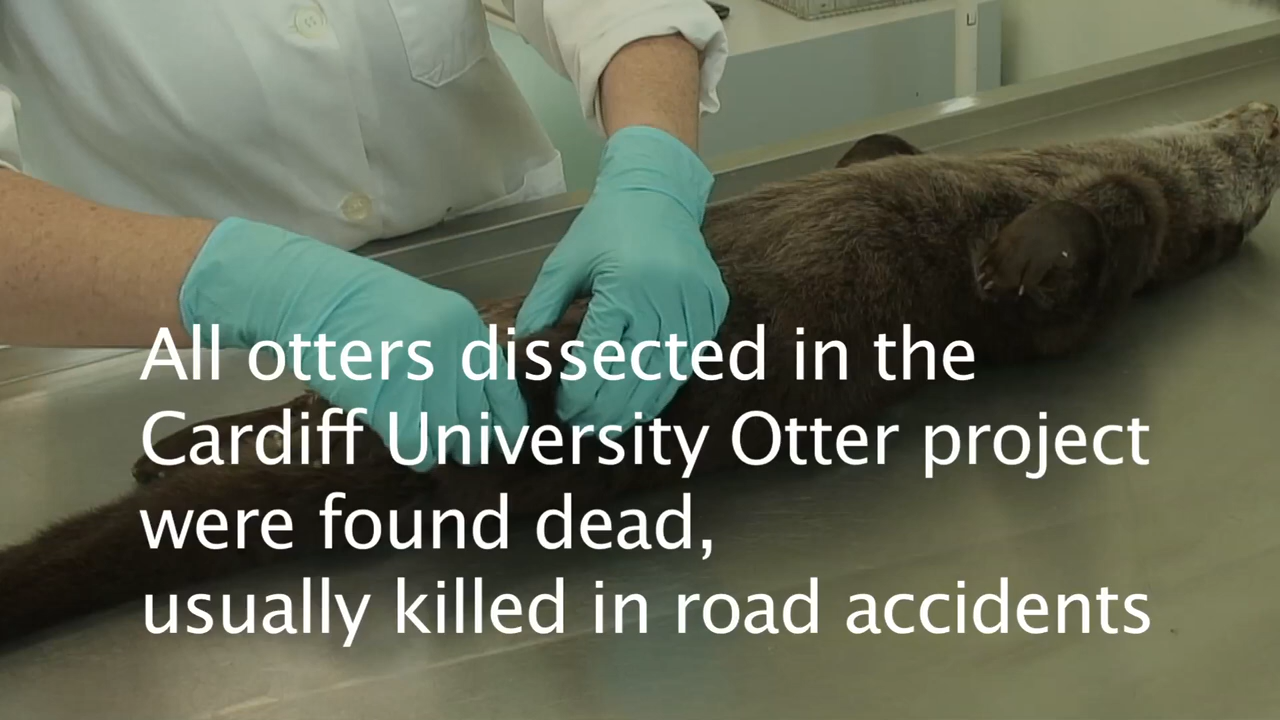 All otters dissected in the
Cardiff University Otter project
were found dead,
usually killed in road accidents